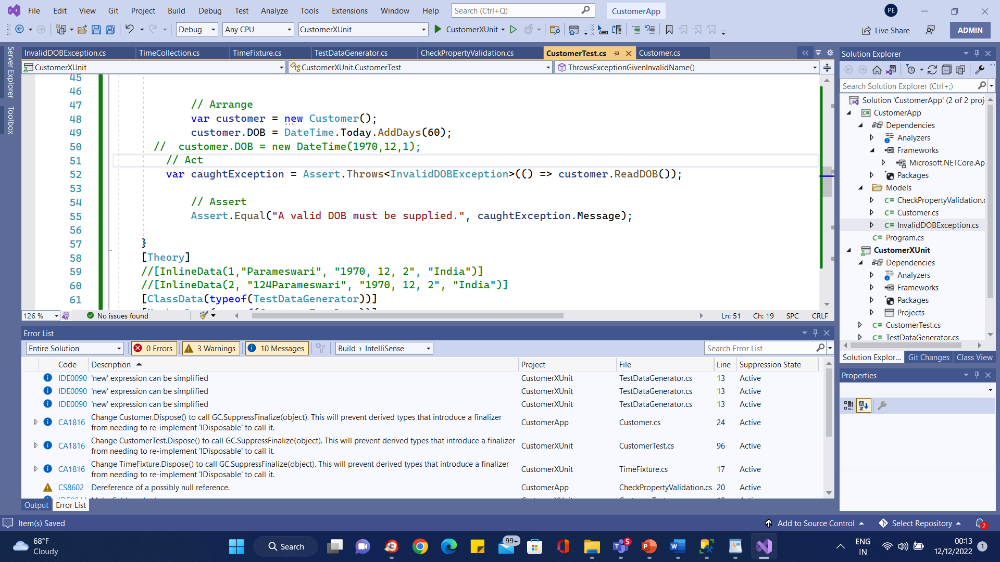 File Edit View Git Project Build Debug Test Analyze Tools Extensions Window Help Search (Ctrl+Q) CustomerApp PE
Debug Any CPU CustomerXUnit CustomerXUnit Live Share ADMIN
Server Explorer
Toolbox
InvalidDOBException.cs TimeCollection.cs TimeFixture.cs TestDataGenerator.cs CheckPropertyValidation.cs CustomerTest.cs Customer.cs
CustomerXUnit CustomerXUnit.CustomerTest ThrowsExceptionGivenInvalidName()
45
46
47 // Arrange
48 var customer = new Customer();
49 customer.DOB = DateTime.Today.AddDays(60);
50 // customer.DOB = new DateTime(1970,12,1);
51 // Act
52 var caughtException = Assert.Throws<InvalidDOBException>(() => customer.ReadDOB());
53
54 // Assert
55 Assert.Equal("A valid DOB must be supplied.", caughtException.Message);
56
57 }
58 [Theory]
59 //[InlineData(1,"Parameswari", "1970, 12, 2", "India")]
60 //[InlineData(2, "124Parameswari", "1970, 12, 2", "India")]
61 [ClassData(typeof(TestDataGenerator))]
126 % No issues found Ln: 51 Ch: 19 SPC CRLF
Error List
Entire Solution 0 Errors 3 Warnings 10 Messages Build + IntelliSense Search Error List
Code Description Project File Line Suppression State
IDE0090 'new' expression can be simplified CustomerXUnit TestDataGenerator.cs 13 Active
IDE0090 'new' expression can be simplified CustomerXUnit TestDataGenerator.cs 13 Active
IDE0090 'new' expression can be simplified CustomerXUnit TestDataGenerator.cs 13 Active
CA1816 Change Customer.Dispose() to call GC.SuppressFinalize(object). This will prevent derived types that introduce a finalizer
from needing to re-implement 'IDisposable' to call it. CustomerApp Customer.cs 24 Active
CA1816 Change CustomerTest.Dispose() to call GC.SuppressFinalize(object). This will prevent derived types that introduce a finalizer
from needing to re-implement 'IDisposable' to call it. CustomerXUnit CustomerTest.cs 96 Active
CA1816 Change TimeFixture.Dispose() to call GC.SuppressFinalize(object). This will prevent derived types that introduce a finalizer
from needing to re-implement 'IDisposable' to call it. CustomerXUnit TimeFixture.cs 17 Active
CS8602 Dereference of a possibly null reference. CustomerApp CheckPropertyValidation.cs 20 Active
Output Error List
Solution Explorer
Search Solution Explorer (Ctrl+;)
Solution 'CustomerApp' (2 of 2 proj
C# CustomerApp
Dependencies
Analyzers
Frameworks
Microsoft.NETCore.Ap
Packages
Models
C# CheckPropertyValidation.c
C# Customer.cs
C# InvalidDOBException.cs
C# Program.cs
CustomerXUnit
Dependencies
Analyzers
Frameworks
Packages
Projects
C# CustomerTest.cs
C# TestDataGenerator.cs
Solution Explor... Git Changes Class View
Properties
Item(s) Saved Add to Source Control Select Repository 2
68°F
Cloudy
Search 99+ 5
ENG
IN
00:13
12/12/2022 1